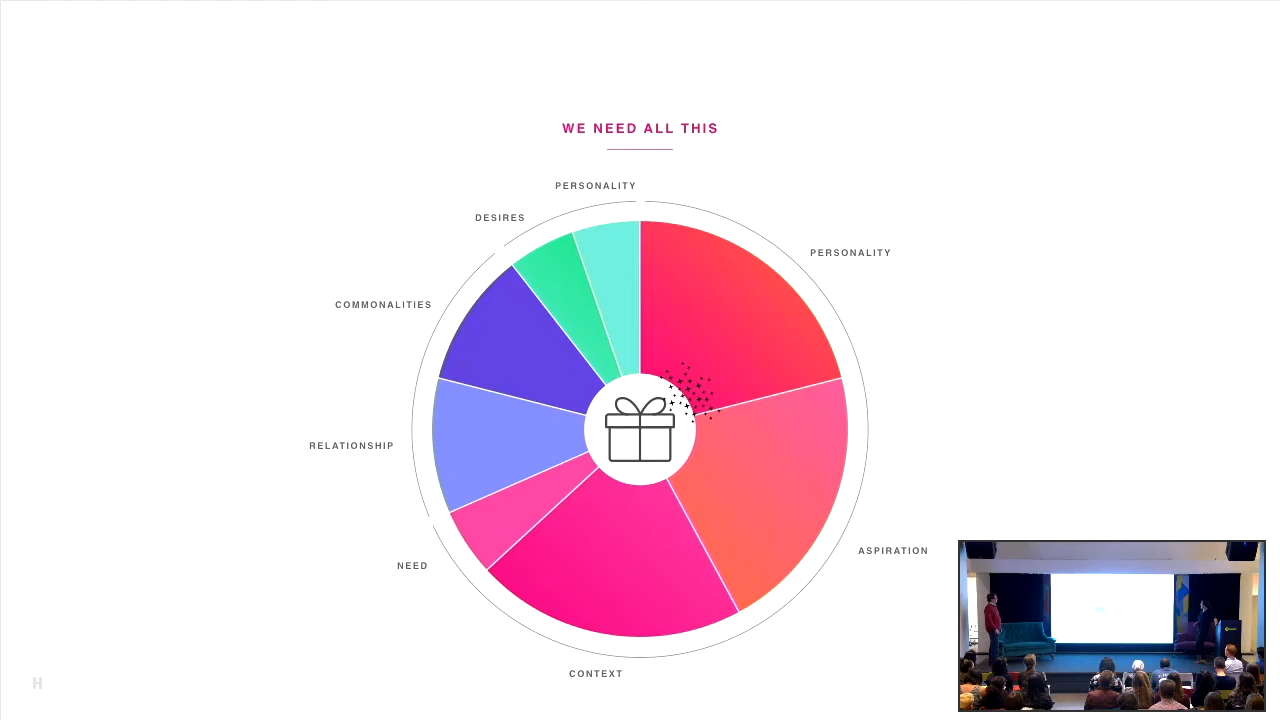 WE NEED ALL THIS
PERSONALITY
DESIRES
PERSONALITY
COMMONALITIES
RELATIONSHIP
ASPIRATION
NEED
CONTEXT
H